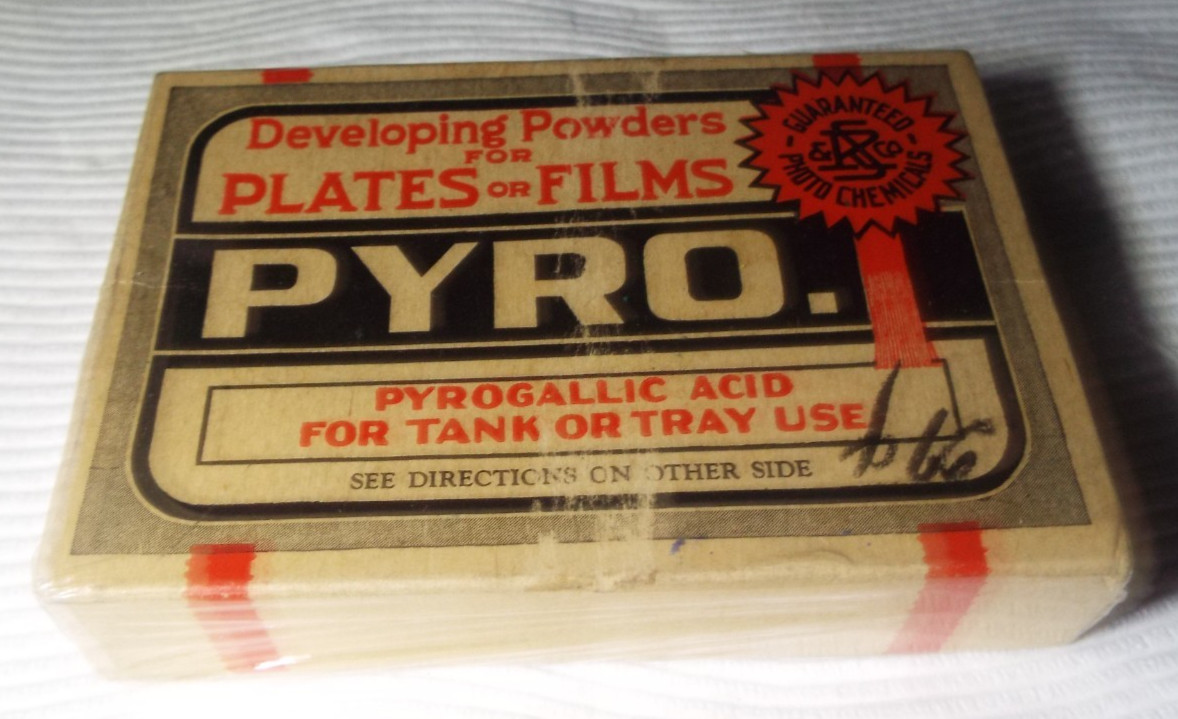 Developing Powders
FOR
PLATES OR FILMS
GUARANTEED
& Co
PHOTO CHEMICALS
PYRO.
PYROGALLIC ACID
FOR TANK OR TRAY USE
SEE DIRECTIONS ON OTHER SIDE